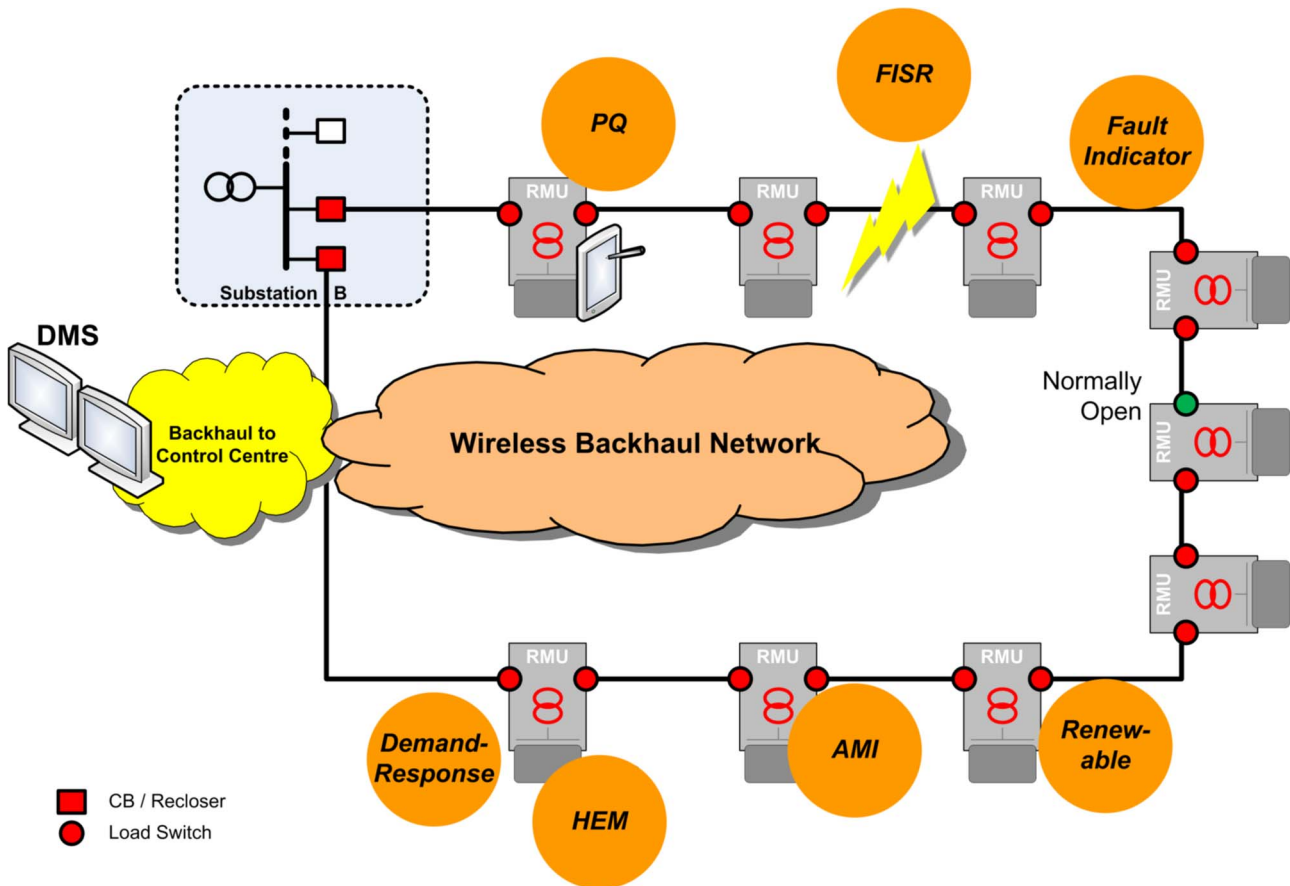 PQ
FISR
Fault
Indicator
RMU
RMU
RMU
Substation B
RMU
DMS
Normally
Open
RMU
Backhaul to
Control Centre
Wireless Backhaul Network
RMU
RMU
RMU
RMU
Demand-
Response
HEM
AMI
Renew-
able
CB / Recloser
Load Switch